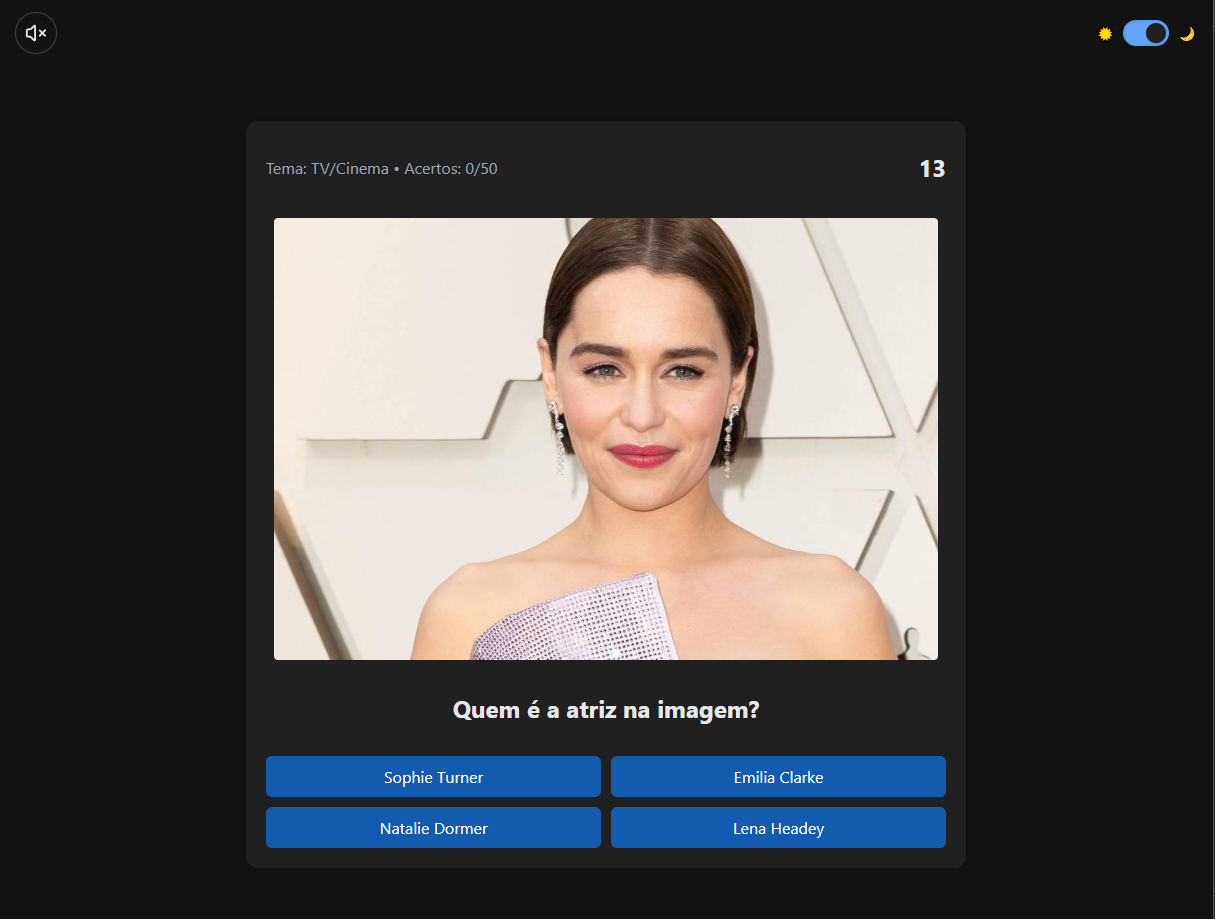 Tema: TV/Cinema • Acertos: 0/50
13
Quem é a atriz na imagem?
Sophie Turner
Emilia Clarke
Natalie Dormer
Lena Headey